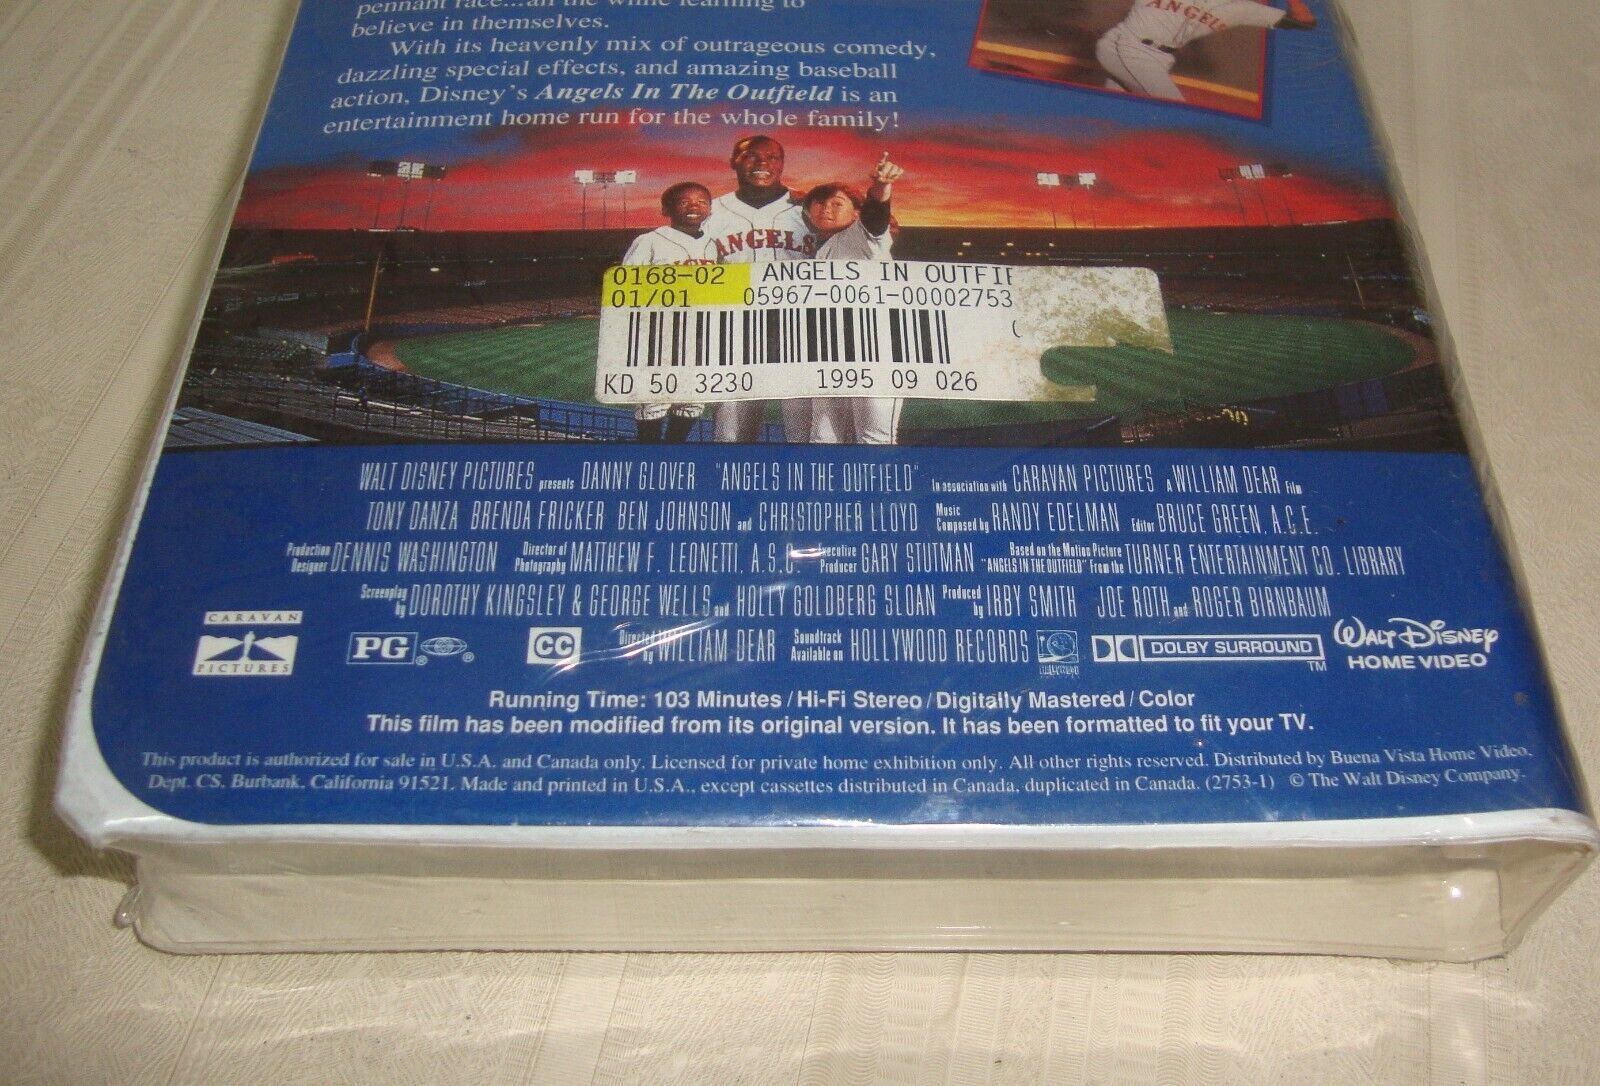 pennant race...all the while learning to
believe in themselves.
With its heavenly mix of outrageous comedy,
dazzling special effects, and amazing baseball
action, Disney's Angels In The Outfield is an
entertainment home run for the whole family!
ANGELS
ANGELS
0168-02 ANGELS IN OUTFIE
01/01 05967-0061-00002753
KD 50 3230 1995 09 026
WALT DISNEY PICTURES presents DANNY GLOVER "ANGELS IN THE OUTFIELD" In association with CARAVAN PICTURES A WILLIAM DEAR Film
TONY DANZA BRENDA FRICKER BEN JOHNSON and CHRISTOPHER LLOYD Music Composed by RANDY EDELMAN Editor BRUCE GREEN, A.C.E.
Production Designer DENNIS WASHINGTON Director of Photography MATTHEW F. LEONETTI, A.S.C. Executive Producer GARY STUTMAN Based on the Motion Picture "ANGELS IN THE OUTFIELD" From the TURNER ENTERTAINMENT CO. LIBRARY
Screenplay by DOROTHY KINGSLEY & GEORGE WELLS and HOLLY GOLDBERG SLOAN Produced by IRBY SMITH JOE ROTH and ROGER BIRNBAUM
CARAVAN PICTURES PG ® ® CC Directed by WILLIAM DEAR Soundtrack Available on HOLLYWOOD RECORDS DOLBY SURROUND TM Walt Disney HOME VIDEO
Running Time: 103 Minutes / Hi-Fi Stereo / Digitally Mastered / Color
This film has been modified from its original version. It has been formatted to fit your TV.
This product is authorized for sale in U.S.A. and Canada only. Licensed for private home exhibition only. All other rights reserved. Distributed by Buena Vista Home Video,
Dept. CS, Burbank, California 91521. Made and printed in U.S.A., except cassettes distributed in Canada, duplicated in Canada. (2753-1) © The Walt Disney Company.